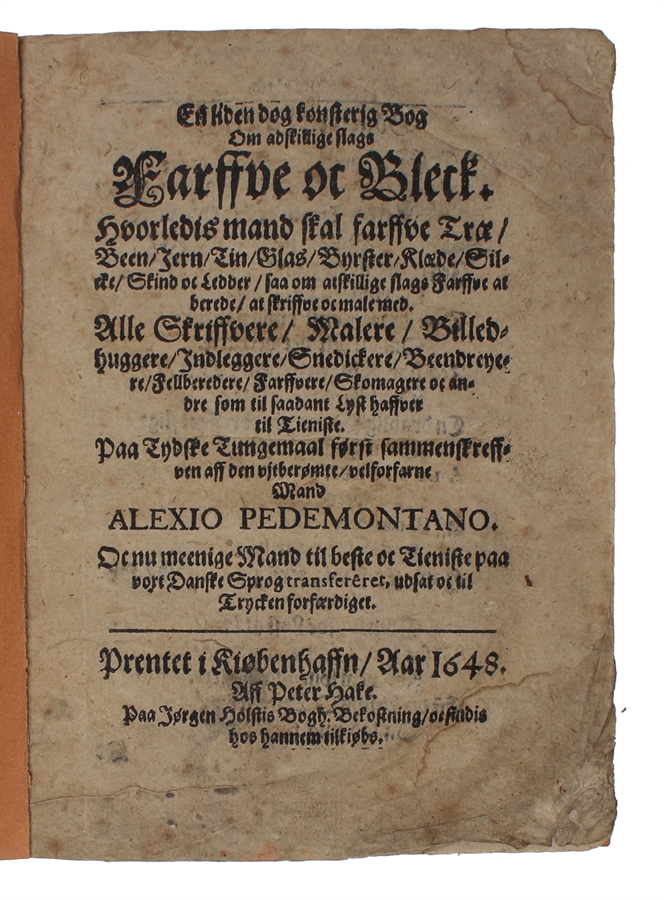 En liden dog konsterig Bog
Om adskillige slags
Farffve oc Bleck.
Hvorledis mand skal farffve Træ/
Been/Jern/Tin/Glas/Byrster/Klæde/Sil-
cke/ Skind oc Ledder / saa om atskillige slags Farffve at
berede/ at skriffve oc male med.
Alle Skriffvere/ Malere/ Billed-
huggere/Indleggere/Snedickere/Beendreye-
re/Fellberedere/Farffvere/Skomagere oc an-
dre som til saadant Lyst haffver
til Tieniste.
Paa Tydske Tungemaal først sammenskreff-
ven aff den vjtberømte/velforfarne
Mand
ALEXIO PEDEMONTANO.
Oc nu meenige Mand til beste oc Tieniste paa
vort Danske Sprog transferêret, udsat oc til
Trycken forfærdiget.
Prentet i Kiøbenhaffn/ Aar 1648.
Aff Peter Hake.
Paa Jørgen Holstis Bogh. Bekostning/oc findis
hos hannem tilkiøbs.